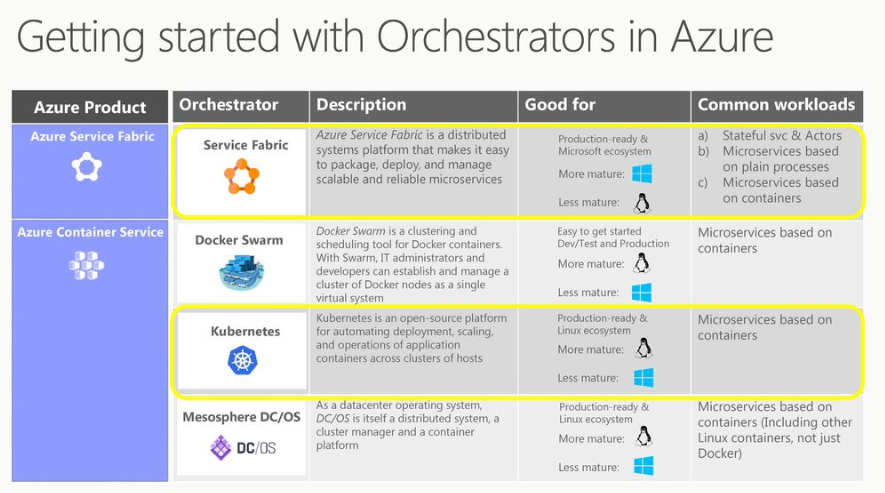 Getting started with Orchestrators in Azure
Azure Product
Orchestrator
Description
Good for
Common workloads
Azure Service Fabric
Service Fabric
Azure Service Fabric is a distributed
systems platform that makes it easy
to package, deploy, and manage
scalable and reliable microservices
Production-ready &
Microsoft ecosystem
More mature:
Less mature:
a) Stateful svc & Actors
b) Microservices based
on plain processes
c) Microservices based
on containers
Azure Container Service
Docker Swarm
Docker Swarm is a clustering and
scheduling tool for Docker containers.
With Swarm, IT administrators and
developers can establish and manage a
cluster of Docker nodes as a single
virtual system
Easy to get started
Dev/Test and Production
More mature:
Less mature:
Microservices based on
containers
Kubernetes
Kubernetes is an open-source platform
for automating deployment, scaling,
and operations of application
containers across clusters of hosts
Production-ready &
Linux ecosystem
More mature:
Less mature:
Microservices based on
containers
Mesosphere DC/OS
DC/OS
As a datacenter operating system,
DC/OS is itself a distributed system, a
cluster manager and a container
platform
Production-ready &
Linux ecosystem
More mature:
Less mature:
Microservices based on
containers (Including other
Linux containers, not just
Docker)